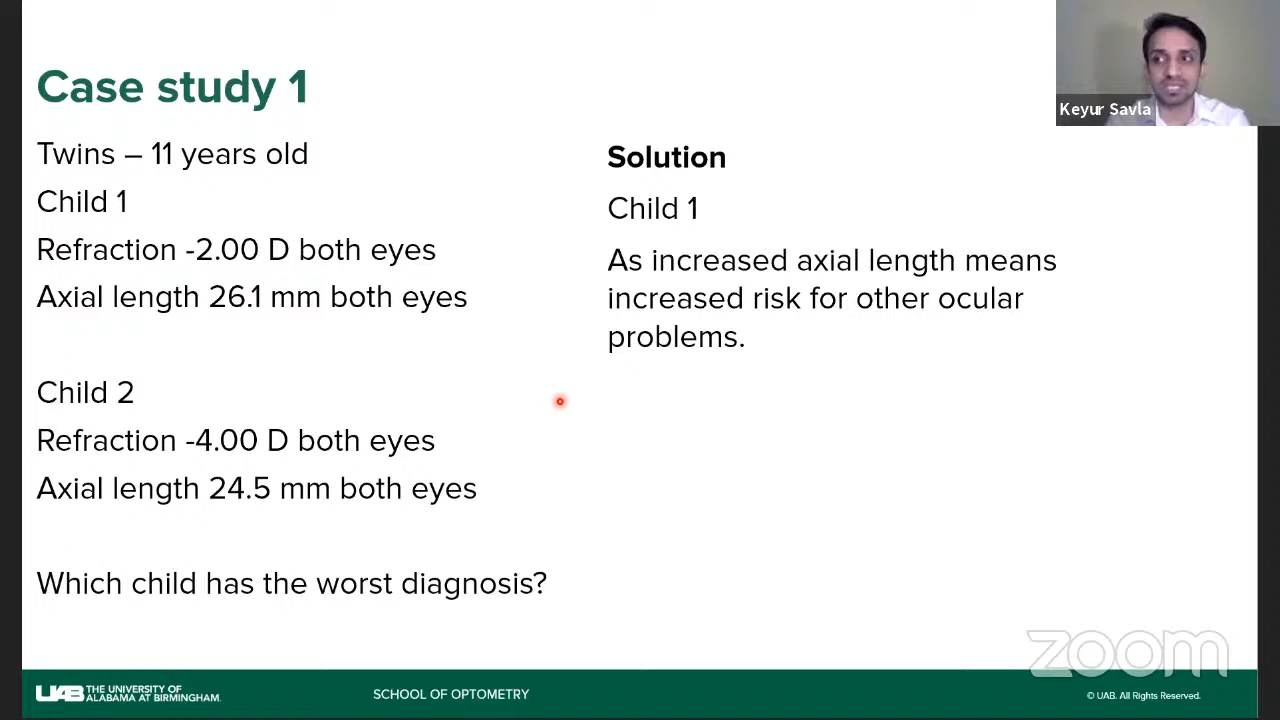 Case study 1
Twins – 11 years old
Child 1
Refraction -2.00 D both eyes
Axial length 26.1 mm both eyes
Child 2
Refraction -4.00 D both eyes
Axial length 24.5 mm both eyes
Which child has the worst diagnosis?
Solution
Child 1
As increased axial length means
increased risk for other ocular
problems.
Keyur Savla
zoom
UAB THE UNIVERSITY OF
ALABAMA AT BIRMINGHAM.
SCHOOL OF OPTOMETRY
© UAB. All Rights Reserved.